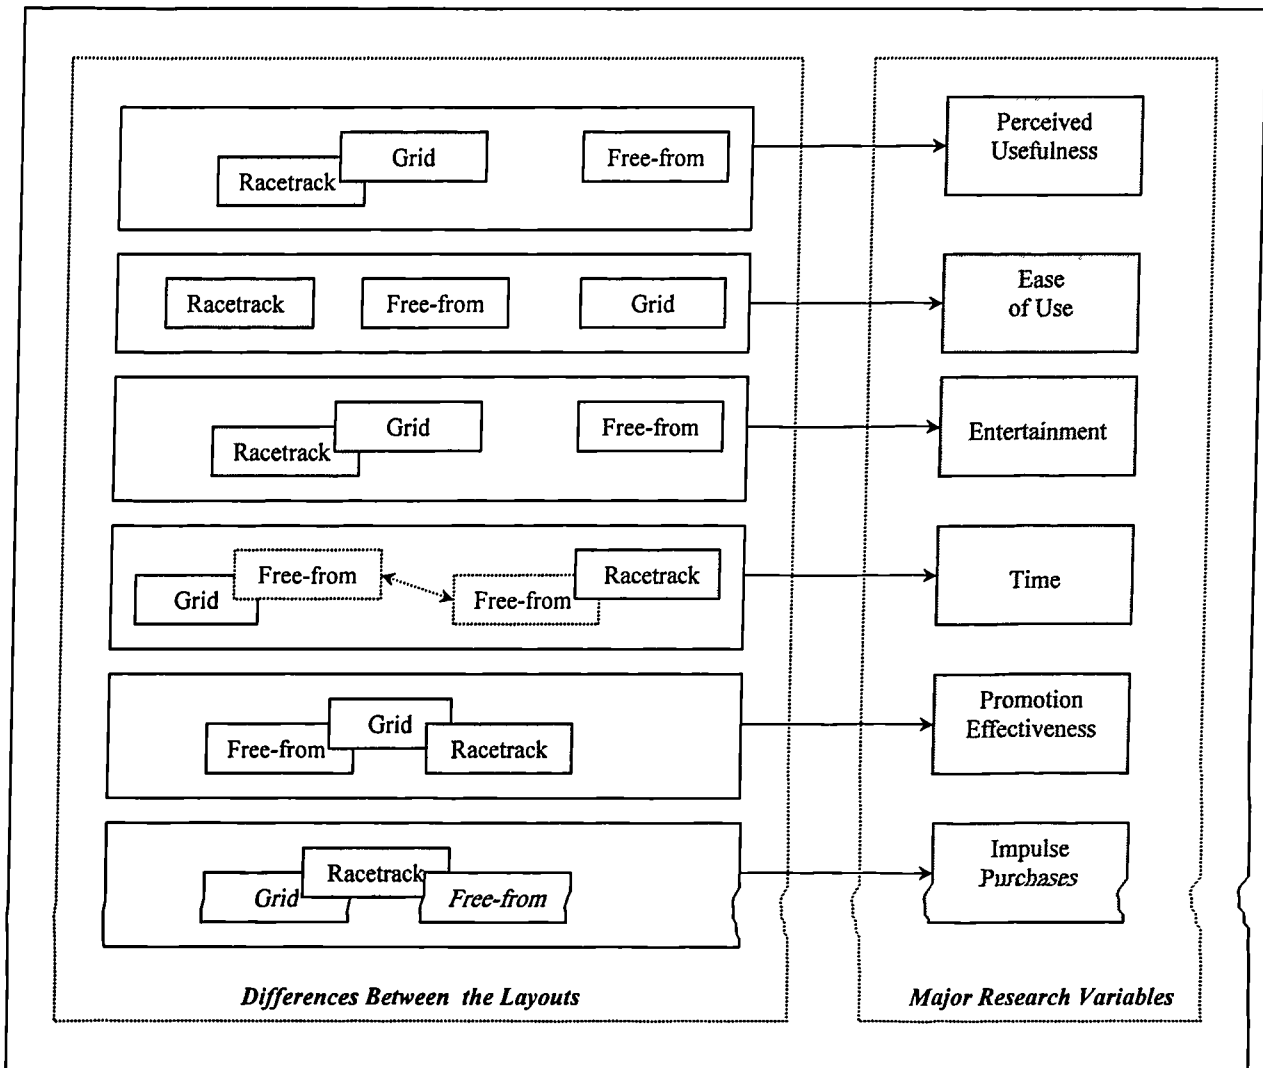 Racetrack
Grid
Free-from
Perceived
Usefulness
Racetrack
Free-from
Grid
Ease
of Use
Racetrack
Grid
Free-from
Entertainment
Grid
Free-from
Free-from
Racetrack
Time
Free-from
Grid
Racetrack
Promotion
Effectiveness
Grid
Racetrack
Free-from
Impulse
Purchases
Differences Between the Layouts
Major Research Variables